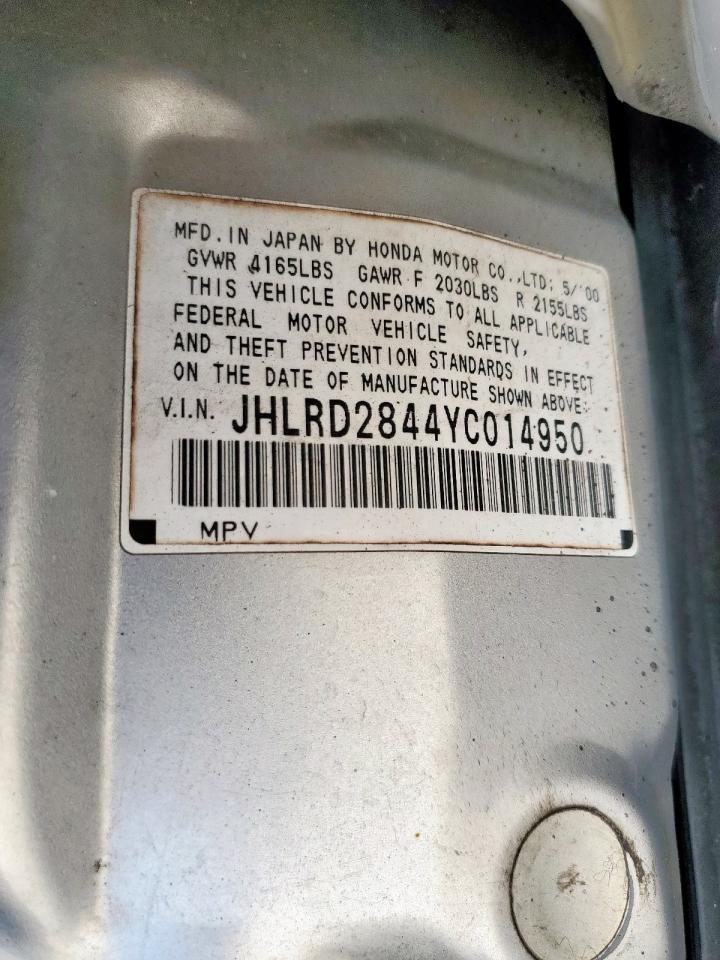 MFD. IN JAPAN BY HONDA MOTOR CO.,LTD: 5/'00
GVWR 4165LBS GAWR F 2030LBS R 2155LBS
THIS VEHICLE CONFORMS TO ALL APPLICABLE
FEDERAL MOTOR VEHICLE SAFETY,
AND THEFT PREVENTION STANDARDS IN EFFECT
ON THE DATE OF MANUFACTURE SHOWN ABOVE.
V.I.N. JHLRD2844YC014950
MPV